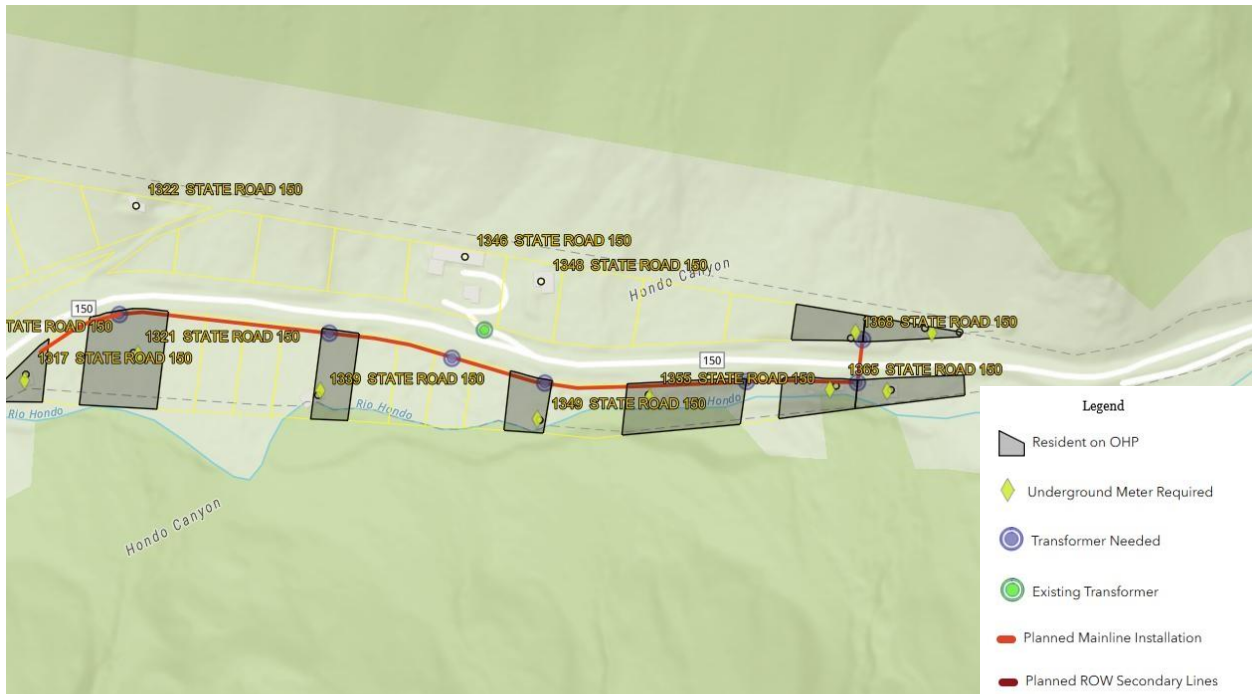 1322 STATE ROAD 150
1346 STATE ROAD 150
1348 STATE ROAD 150
Hondo Canyon
150
TATE ROAD 150
1321 STATE ROAD 150
1368 STATE ROAD 150
150
1317 STATE ROAD 150
1339 STATE ROAD 150
1355 STATE ROAD 150
1365 STATE ROAD 150
Rio Hondo
Rio Hondo
1349 STATE ROAD 150
Hondo
Hondo Canyon
Legend
Resident on OHP
Underground Meter Required
Transformer Needed
Existing Transformer
Planned Mainline Installation
Planned ROW Secondary Lines